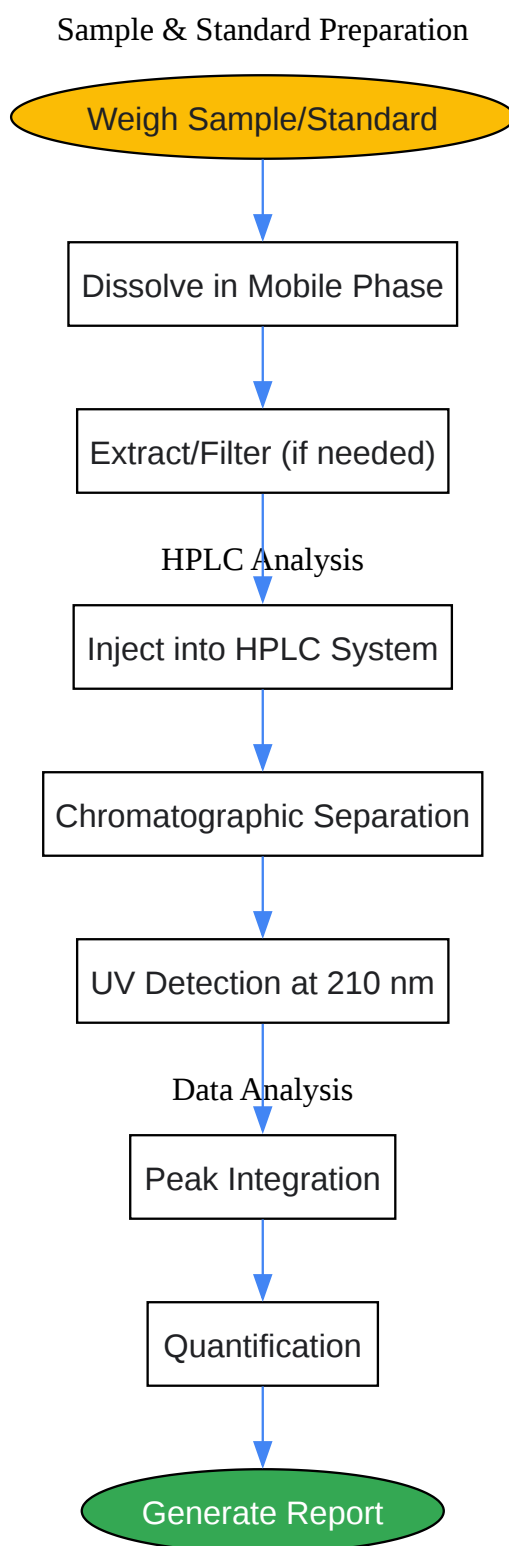 Sample & Standard Preparation
Weigh Sample/Standard
Dissolve in Mobile Phase
Extract/Filter (if needed)
HPLC Analysis
Inject into HPLC System
Chromatographic Separation
UV Detection at 210 nm
Data Analysis
Peak Integration
Quantification
Generate Report